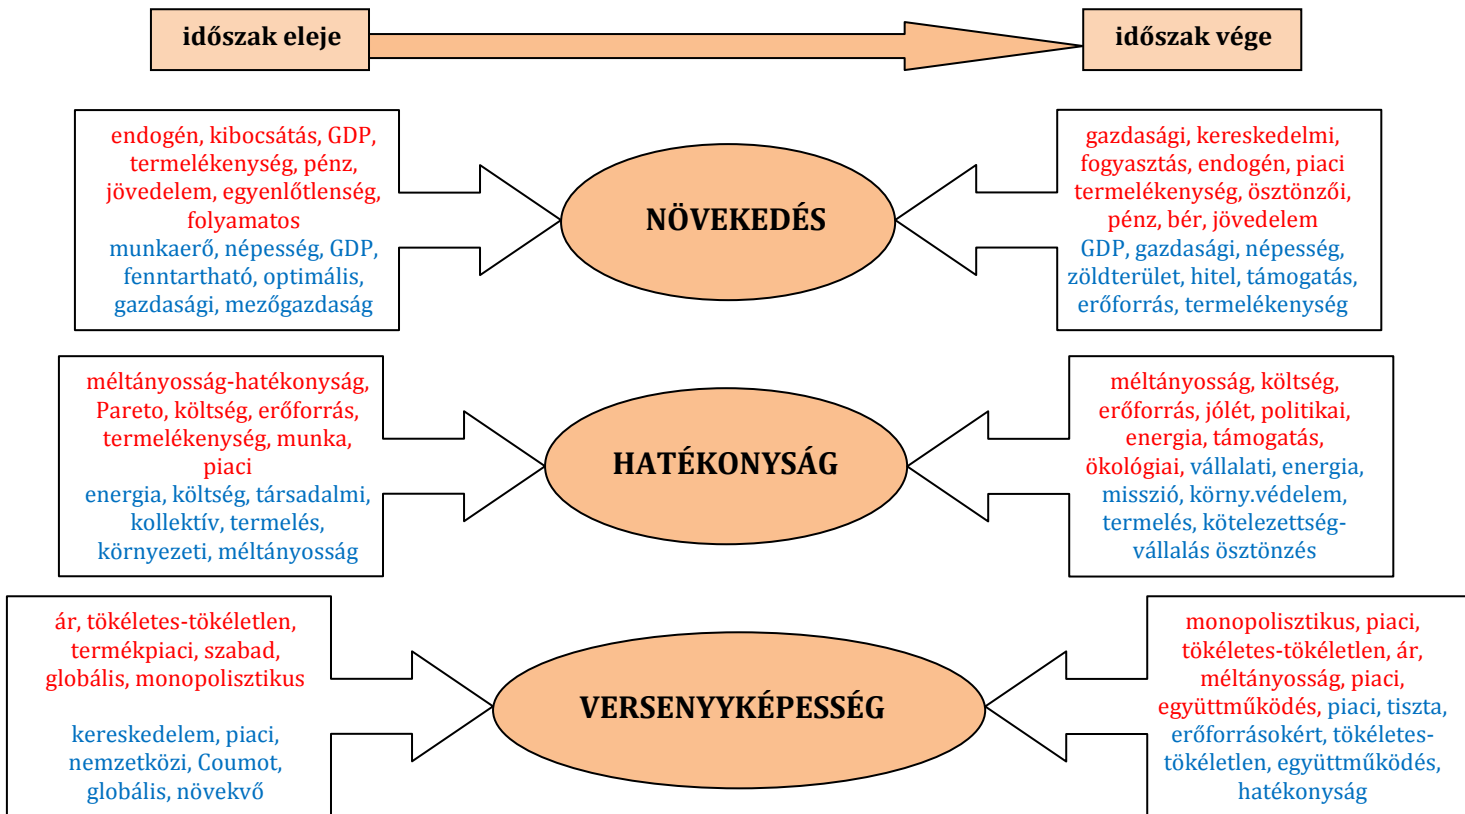 időszak eleje
időszak vége
endogén, kibocsátás, GDP,
termelékenység, pénz,
jövedelem, egyenlőtlenség,
folyamatos
munkaerő, népesség, GDP,
fenntartható, optimális,
gazdasági, mezőgazdaság
NÖVEKEDÉS
gazdasági, kereskedelmi,
fogyasztás, endogén, piaci
termelékenység, ösztönzői,
pénz, bér, jövedelem
GDP, gazdasági, népesség,
zöldterület, hitel, támogatás,
erőforrás, termelékenység
méltányosság-hatékonyság,
Pareto, költség, erőforrás,
termelékenység, munka,
piaci
energia, költség, társadalmi,
kollektív, termelés,
környezeti, méltányosság
HATÉKONYSÁG
méltányosság, költség,
erőforrás, jólét, politikai,
energia, támogatás,
ökológiai, vállalati, energia,
misszió, körny.védelem,
termelés, kötelezettség-
vállalás ösztönzés
ár, tökéletes-tökéletlen,
termékpiaci, szabad,
globális, monopolisztikus
kereskedelem, piaci,
nemzetközi, Coumot,
globális, növekvő
VERSENYYKÉPESSÉG
monopolisztikus, piaci,
tökéletes-tökéletlen, ár,
méltányosság, piaci,
együttműködés, piaci, tiszta,
erőforrásokért, tökéletes-
tökéletlen, együttműködés,
hatékonyság